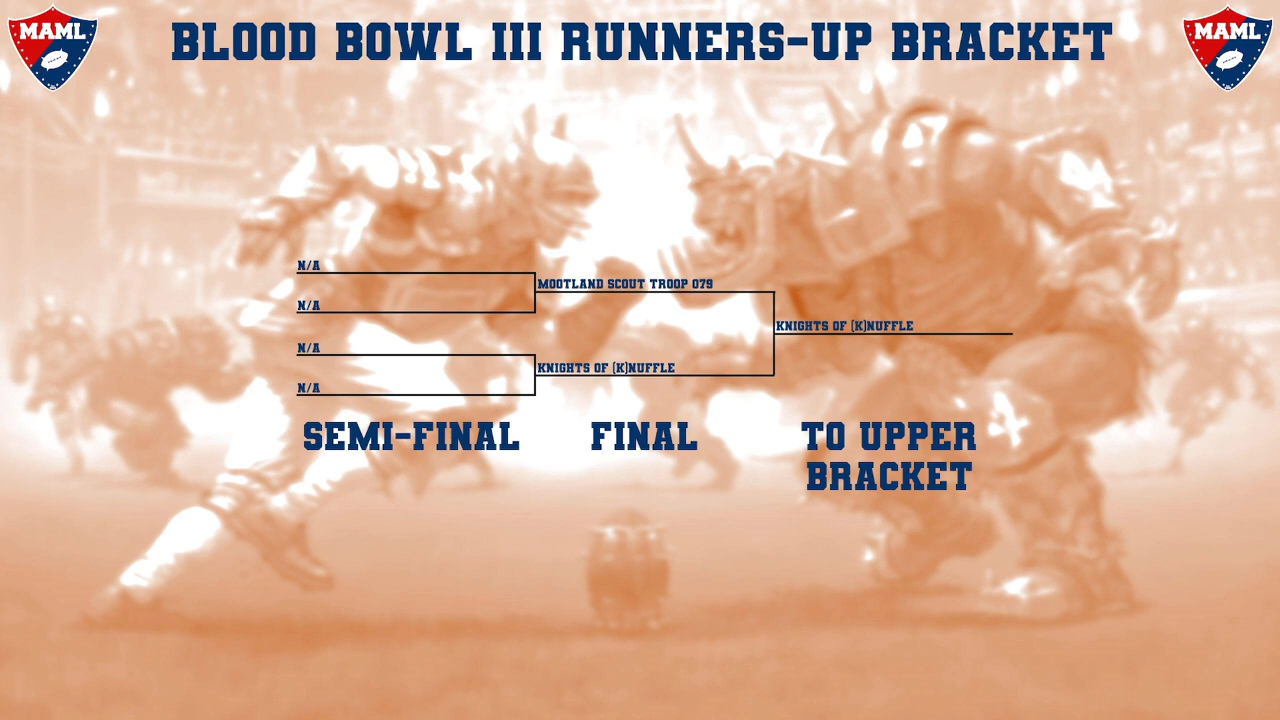 MAML
BLOOD BOWL III RUNNERS-UP BRACKET
MAML
N/A
MOOTLAND SCOUT TROOP 079
N/A
KNIGHTS OF (K)NUFFLE
N/A
KNIGHTS OF (K)NUFFLE
N/A
SEMI-FINAL
FINAL
TO UPPER
BRACKET